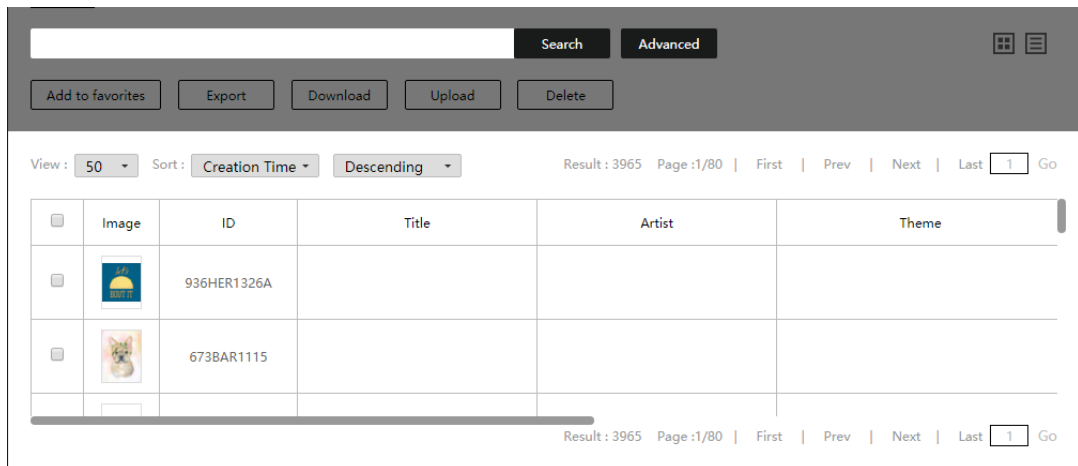 Search Advanced
Add to favorites Export Download Upload Delete
View : 50 Sort : Creation Time Descending Result : 3965 Page :1/80 | First | Prev | Next | Last 1 Go
Image ID Title Artist Theme
BOUT IT
936HER1326A
673BAR1115
Result : 3965 Page :1/80 | First | Prev | Next | Last 1 Go